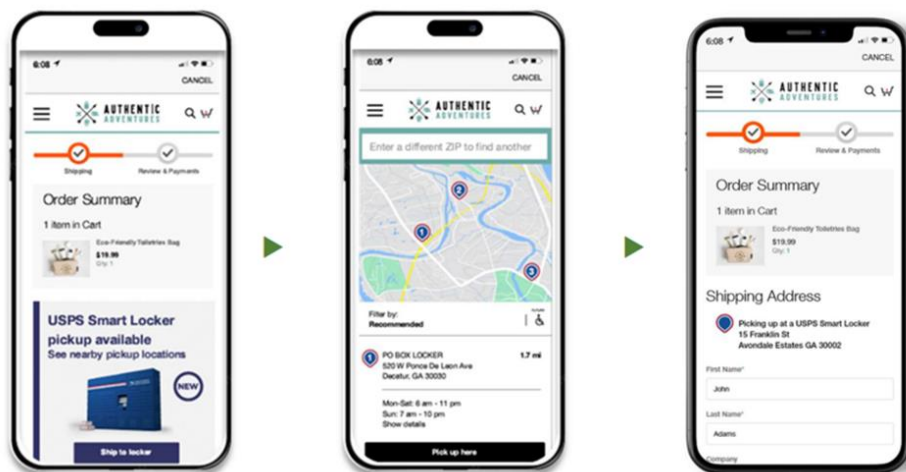 6:08
CANCEL
AUTHENTIC
ADVENTURES
Shipping
Review & Payments
Order Summary
1 item in Cart
Eco-Friendly Toiletries Bag
$19.99
Qty: 1
USPS Smart Locker
pickup available
See nearby pickup locations
NEW
Ship to locker
6:08
CANCEL
AUTHENTIC
ADVENTURES
Enter a different ZIP to find another
2
1
3
Filter by:
Recommended
1 PO BOX LOCKER 1.7 mi
520 W Ponce De Leon Ave
Decatur, GA 30030
Mon-Sat: 6 am - 11 pm
Sun: 7 am - 10 pm
Show details
Pick up here
6:08
CANCEL
AUTHENTIC
ADVENTURES
Shipping
Review & Payments
Order Summary
1 item in Cart
Eco-Friendly Toiletries Bag
$19.99
Qty: 1
Shipping Address
Picking up at a USPS Smart Locker
15 Franklin St
Avondale Estates GA 30002
First Name*
John
Last Name*
Adams
Company